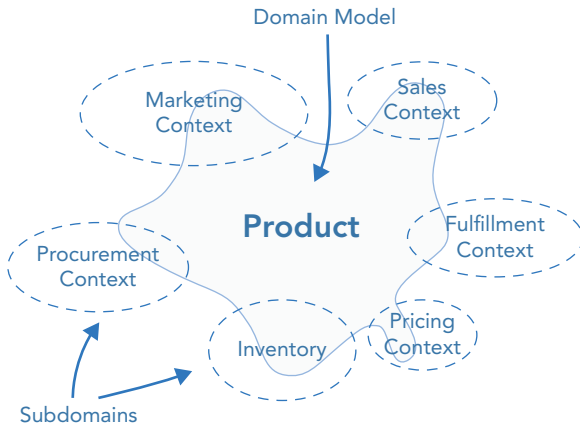 Domain Model
Marketing
Context
Sales
Context
Product
Procurement
Context
Fulfillment
Context
Inventory
Pricing
Context
Subdomains